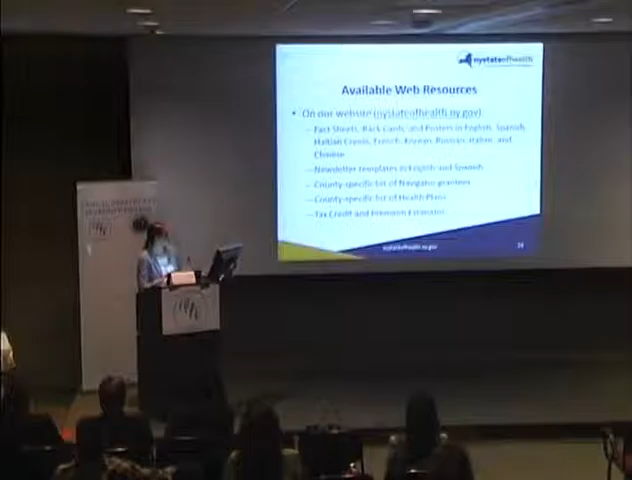 nystateofhealth
Available Web Resources
• On our website (nystateofhealth.ny.gov)
– Fact Sheets, Rack Cards, and Posters in English, Spanish,
Haitian Creole, French, Korean, Russian, Italian, and
Chinese
– Newsletter templates in English and Spanish
– County-specific list of Navigator grantees
– County-specific list of Health Plans
– Tax Credit and Premium Estimator
nystateofhealth.ny.gov